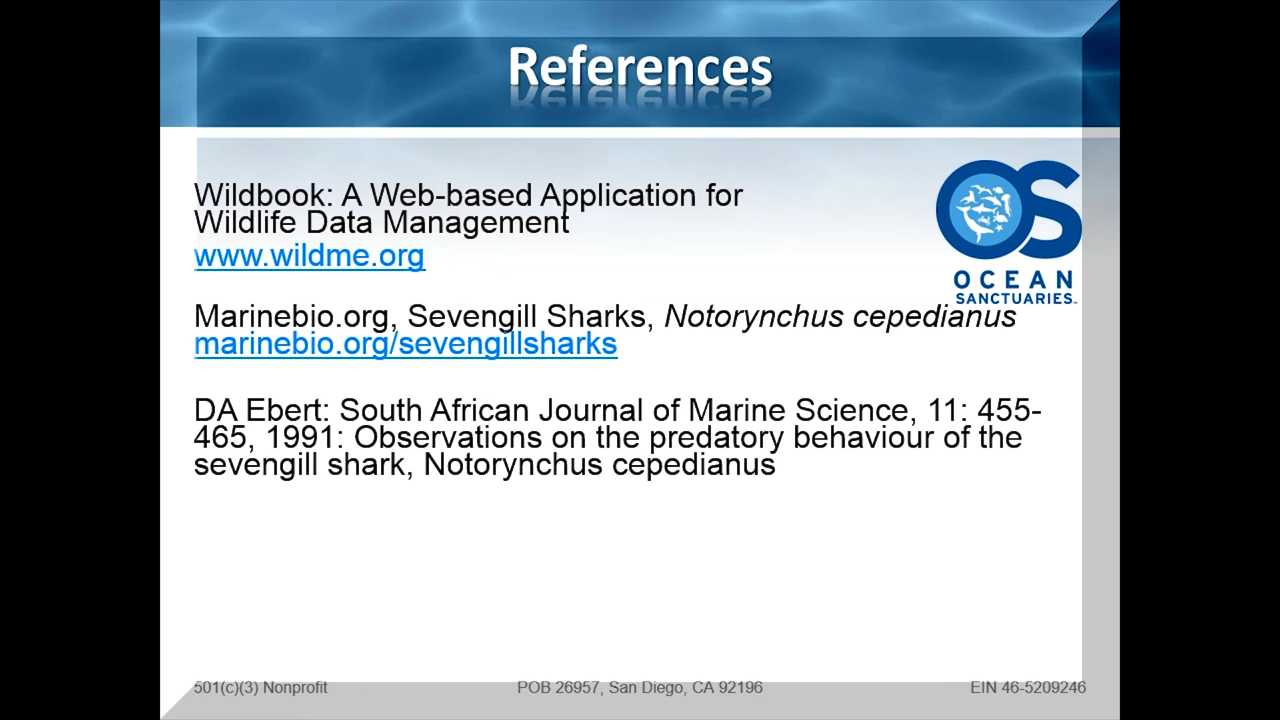 References
Wildbook: A Web-based Application for
Wildlife Data Management
www.wildme.org
OS
OCEAN
SANCTUARIES™
Marinebio.org, Sevengill Sharks, Notorynchus cepedianus
marinebio.org/sevengillsharks
DA Ebert: South African Journal of Marine Science, 11: 455-
465, 1991: Observations on the predatory behaviour of the
sevengill shark, Notorynchus cepedianus
501(c)(3) Nonprofit
POB 26957, San Diego, CA 92196
EIN 46-5209246